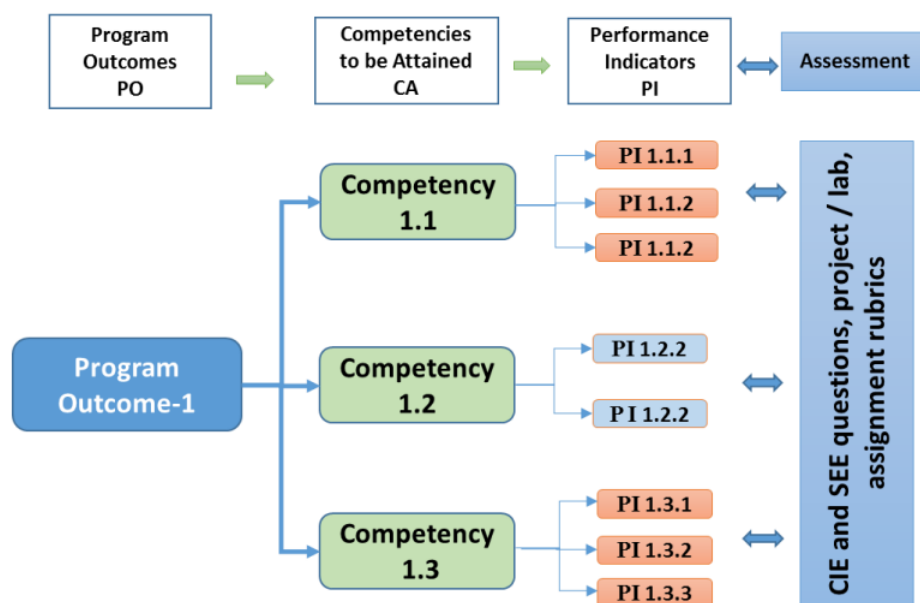 Program
Outcomes
PO
Competencies
to be Attained
CA
Performance
Indicators
PI
Assessment
Program
Outcome-1
Competency
1.1
PI 1.1.1
PI 1.1.2
PI 1.1.2
Competency
1.2
PI 1.2.2
P I 1.2.2
Competency
1.3
PI 1.3.1
PI 1.3.2
PI 1.3.3
CIE and SEE questions, project / lab,
assignment rubrics